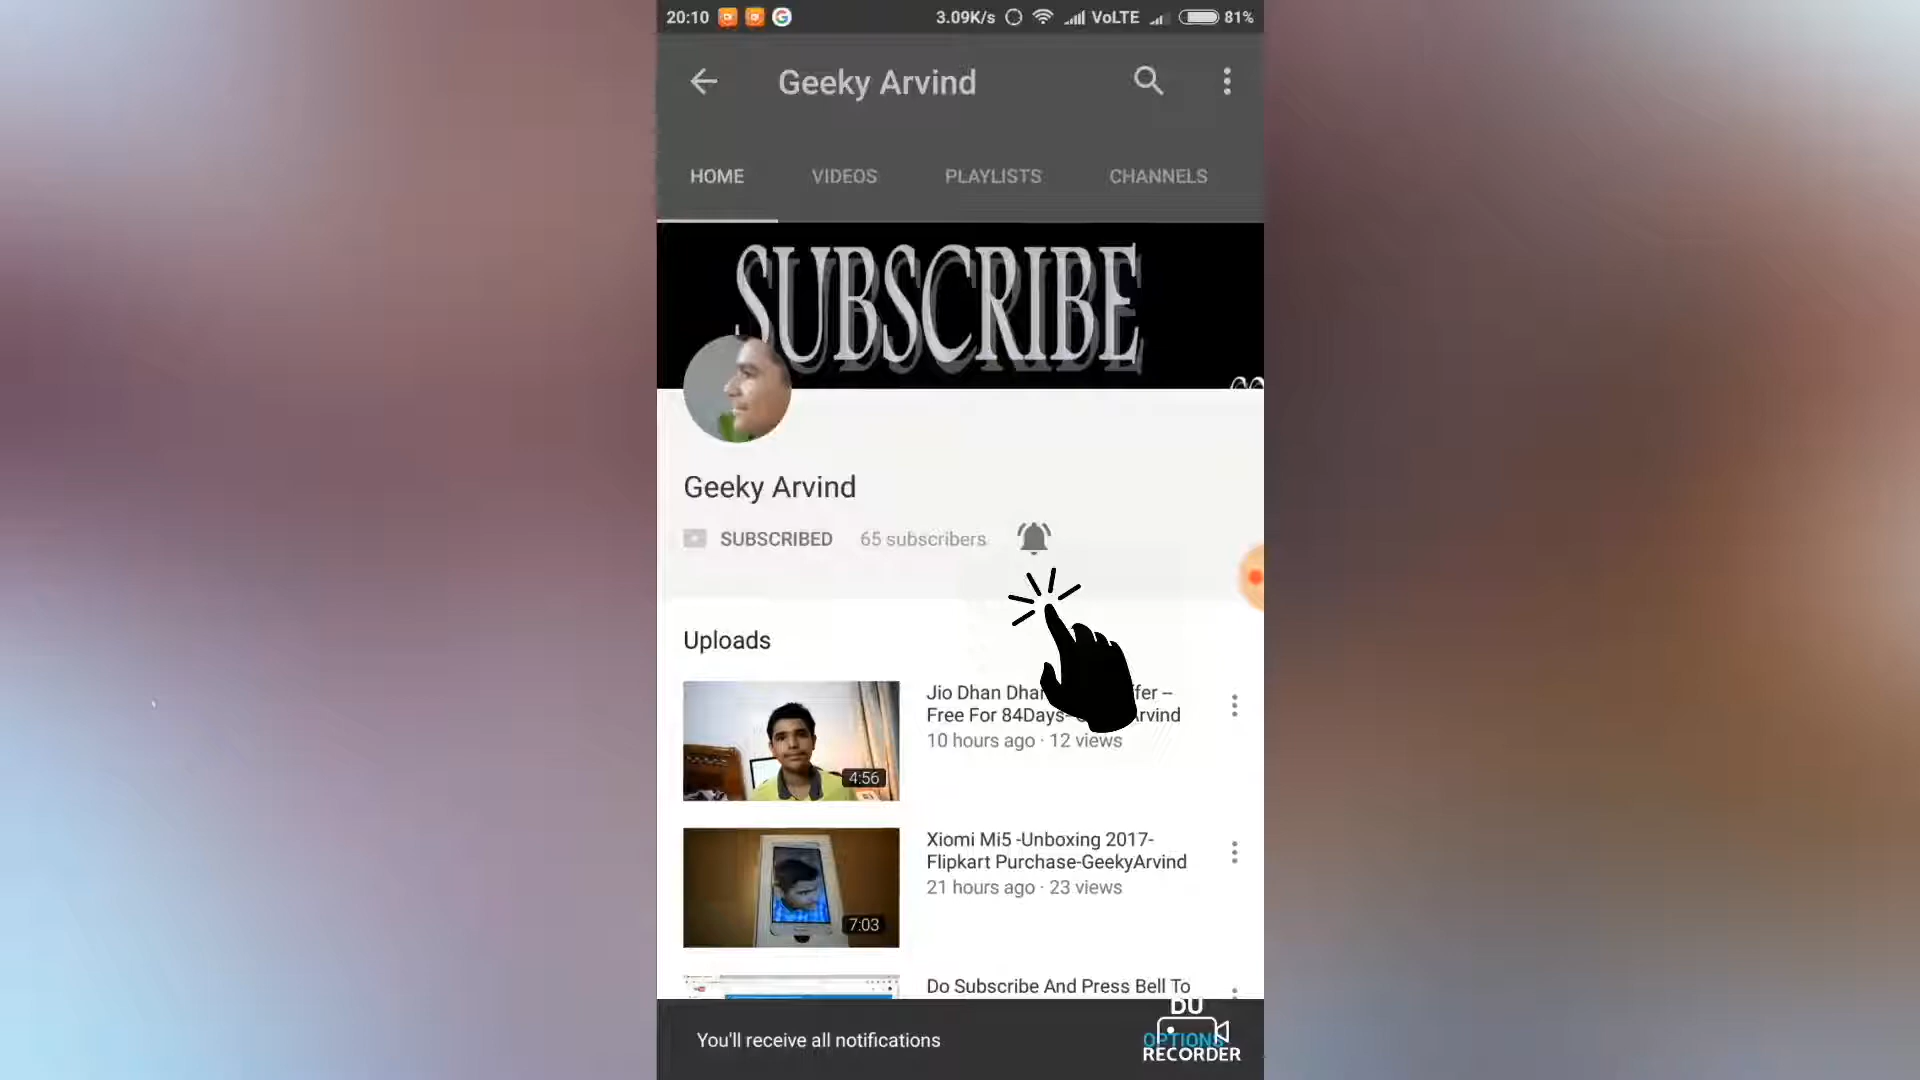 20:10 3.09K/s VoLTE 81%
Geeky Arvind
HOME VIDEOS PLAYLISTS CHANNELS
SUBSCRIBE
Geeky Arvind
SUBSCRIBED 65 subscribers
Uploads
Jio Dhan
Free For 84Days-
10 hours ago · 12 views
4:56
Xiomi Mi5 -Unboxing 2017-
Flipkart Purchase-GeekyArvind
21 hours ago · 23 views
7:03
Do Subscribe And Press Bell To
You'll receive all notifications
OPTIONS
DU
RECORDER